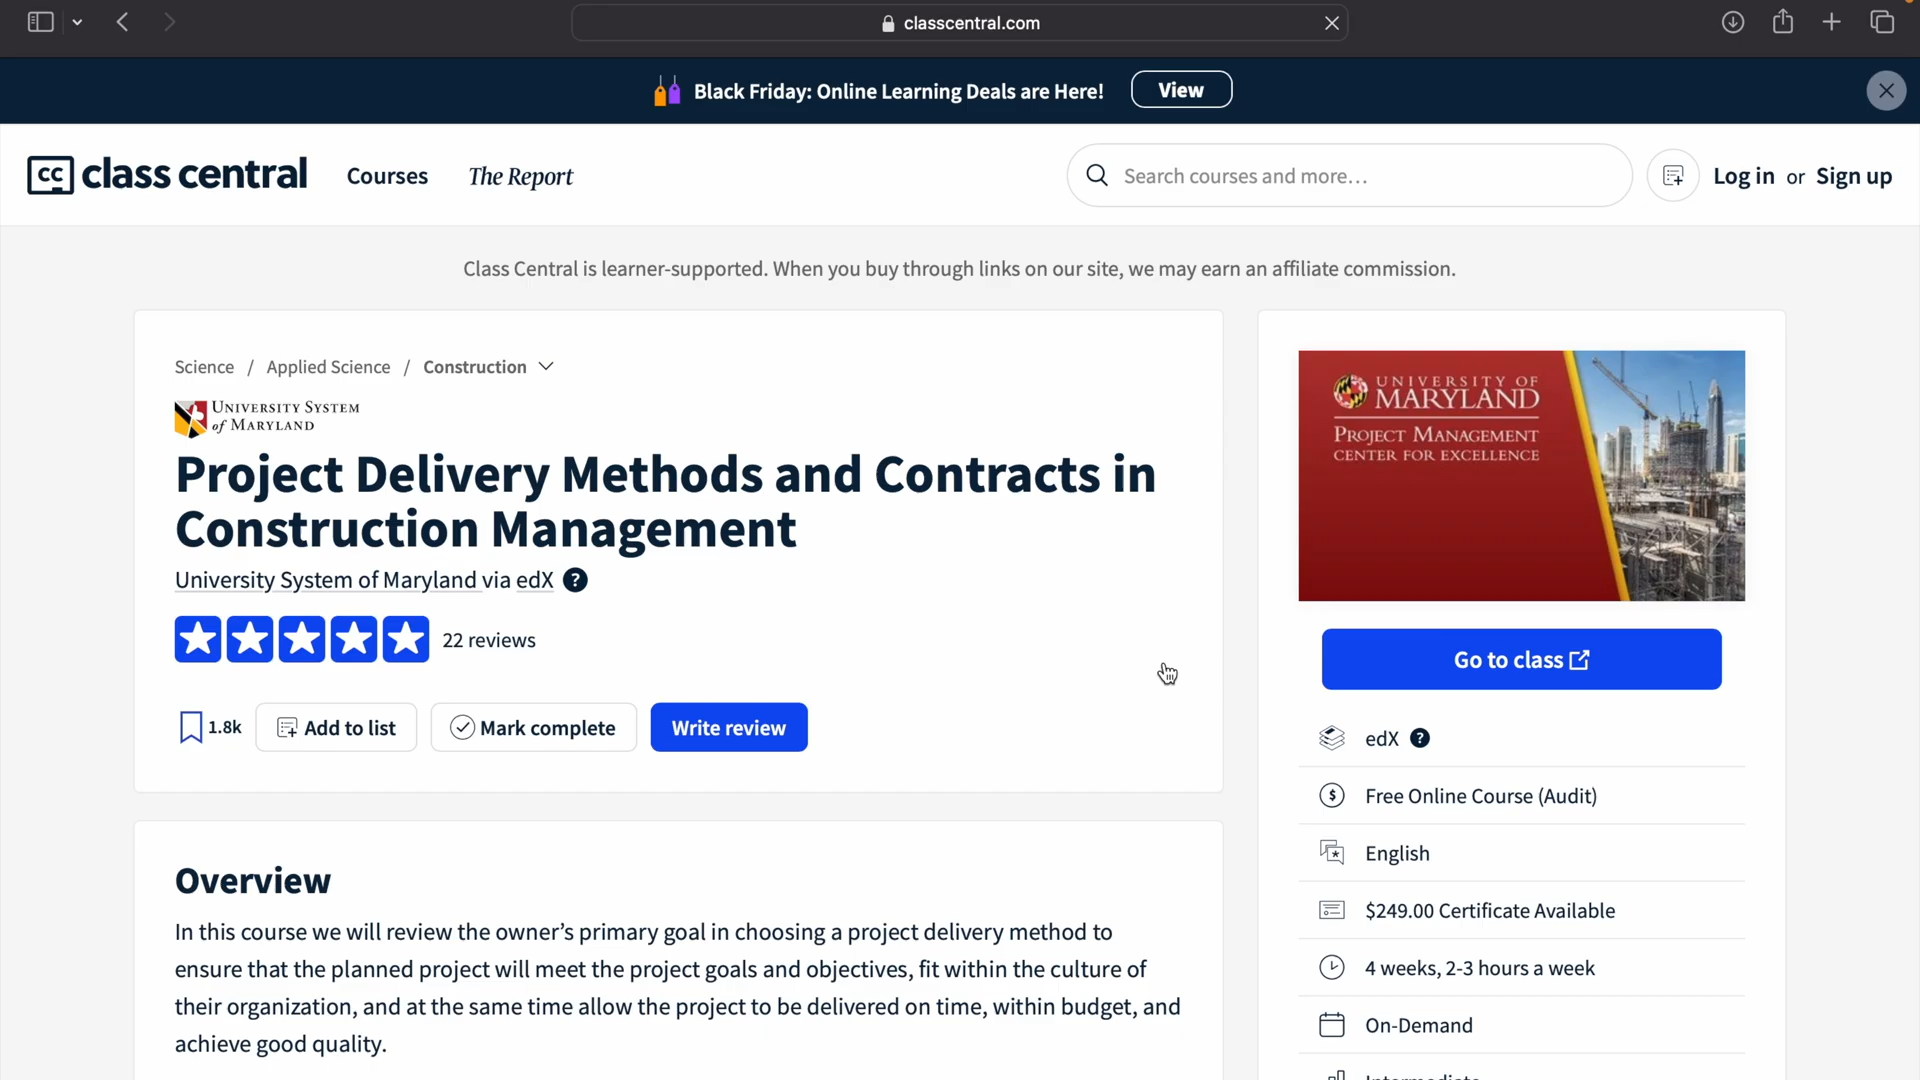 classcentral.com
Black Friday: Online Learning Deals are Here!
View
cc class central
Courses
The Report
Search courses and more...
Log in or Sign up
Class Central is learner-supported. When you buy through links on our site, we may earn an affiliate commission.
Science / Applied Science / Construction
UNIVERSITY SYSTEM
of MARYLAND
Project Delivery Methods and Contracts in
Construction Management
University System of Maryland via edX ?
22 reviews
1.8k
Add to list
Mark complete
Write review
Overview
In this course we will review the owner’s primary goal in choosing a project delivery method to
ensure that the planned project will meet the project goals and objectives, fit within the culture of
their organization, and at the same time allow the project to be delivered on time, within budget, and
achieve good quality.
UNIVERSITY OF
MARYLAND
PROJECT MANAGEMENT
CENTER FOR EXCELLENCE
Go to class
edX ?
$ Free Online Course (Audit)
English
$249.00 Certificate Available
4 weeks, 2-3 hours a week
On-Demand